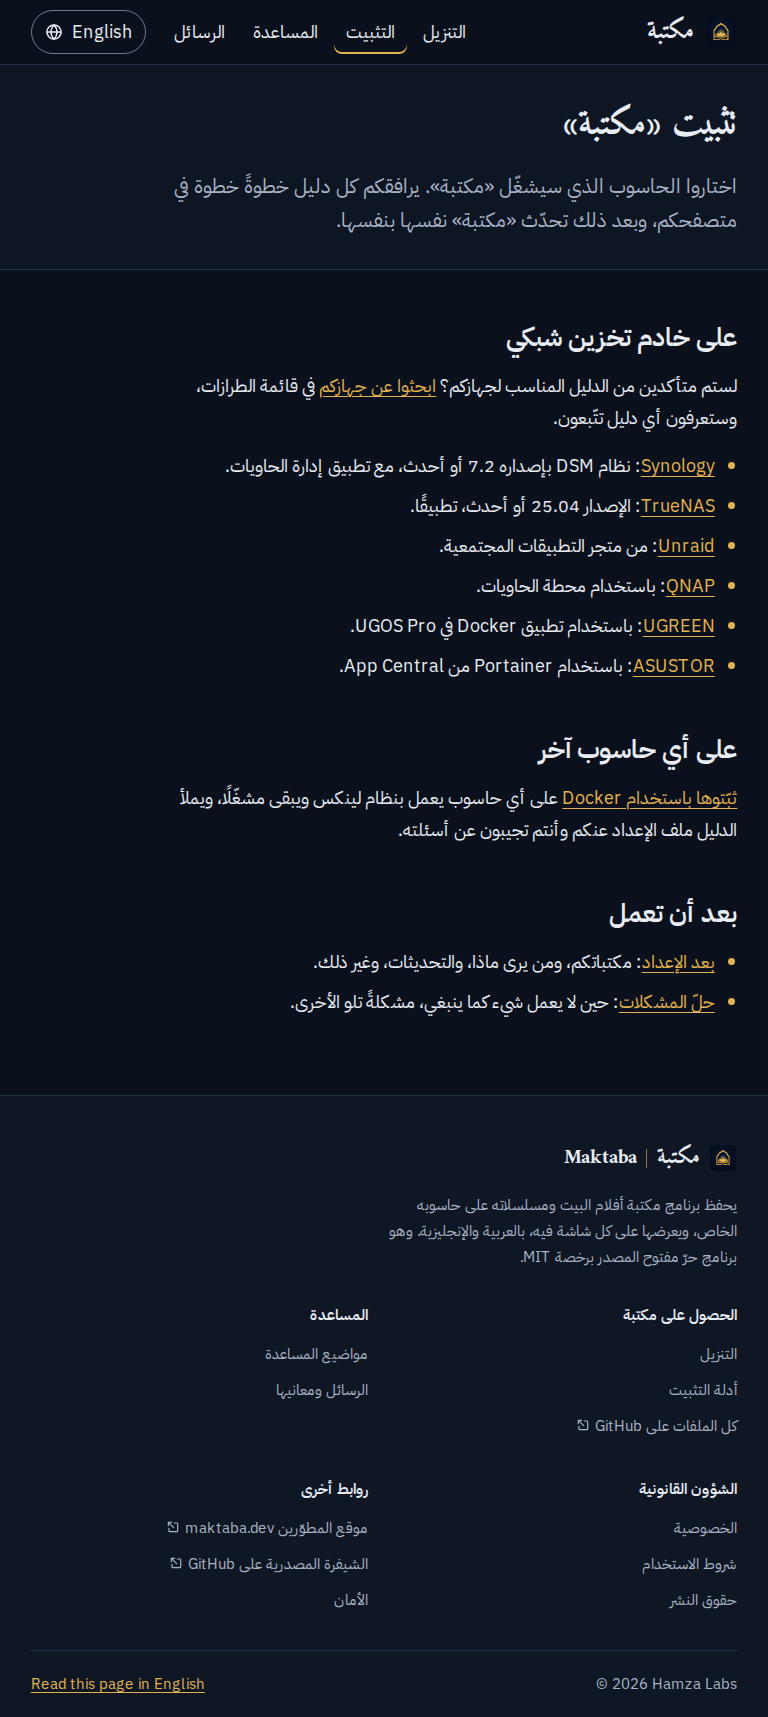 مكتبة
التنزيل
التثبيت
المساعدة
الرسائل
English
تثبيت «مكتبة»
اختاروا الحاسوب الذي سيشغّل «مكتبة». يرافقكم كل دليل خطوةً خطوة في
متصفحكم، وبعد ذلك تحدّث «مكتبة» نفسها بنفسها.
على خادم تخزين شبكي
لستم متأكدين من الدليل المناسب لجهازكم؟ ابحثوا عن جهازكم في قائمة الطرازات،
وستعرفون أي دليل تتّبعون.
Synology: نظام DSM بإصداره 7.2 أو أحدث، مع تطبيق إدارة الحاويات.
TrueNAS: الإصدار 25.04 أو أحدث، تطبيقًا.
Unraid: من متجر التطبيقات المجتمعية.
QNAP: باستخدام محطة الحاويات.
UGREEN: باستخدام تطبيق Docker في UGOS Pro.
ASUSTOR: باستخدام Portainer من App Central.
على أي حاسوب آخر
ثبّتوها باستخدام Docker على أي حاسوب يعمل بنظام لينكس ويبقى مشغّلًا، ويملأ
الدليل ملف الإعداد عنكم وأنتم تجيبون عن أسئلته.
بعد أن تعمل
بعد الإعداد: مكتباتكم، ومن يرى ماذا، والتحديثات، وغير ذلك.
حلّ المشكلات: حين لا يعمل شيء كما ينبغي، مشكلةً تلو الأخرى.
مكتبة | Maktaba
يحفظ برنامج مكتبة أفلام البيت ومسلسلاته على حاسوبه
الخاص، ويعرضها على كل شاشة فيه، بالعربية والإنجليزية. وهو
برنامج حرّ مفتوح المصدر برخصة MIT.
الحصول على مكتبة
التنزيل
أدلة التثبيت
كل الملفات على GitHub
المساعدة
مواضيع المساعدة
الرسائل ومعانيها
الشؤون القانونية
الخصوصية
شروط الاستخدام
حقوق النشر
روابط أخرى
موقع المطوّرين maktaba.dev
الشيفرة المصدرية على GitHub
الأمان
© 2026 Hamza Labs
Read this page in English